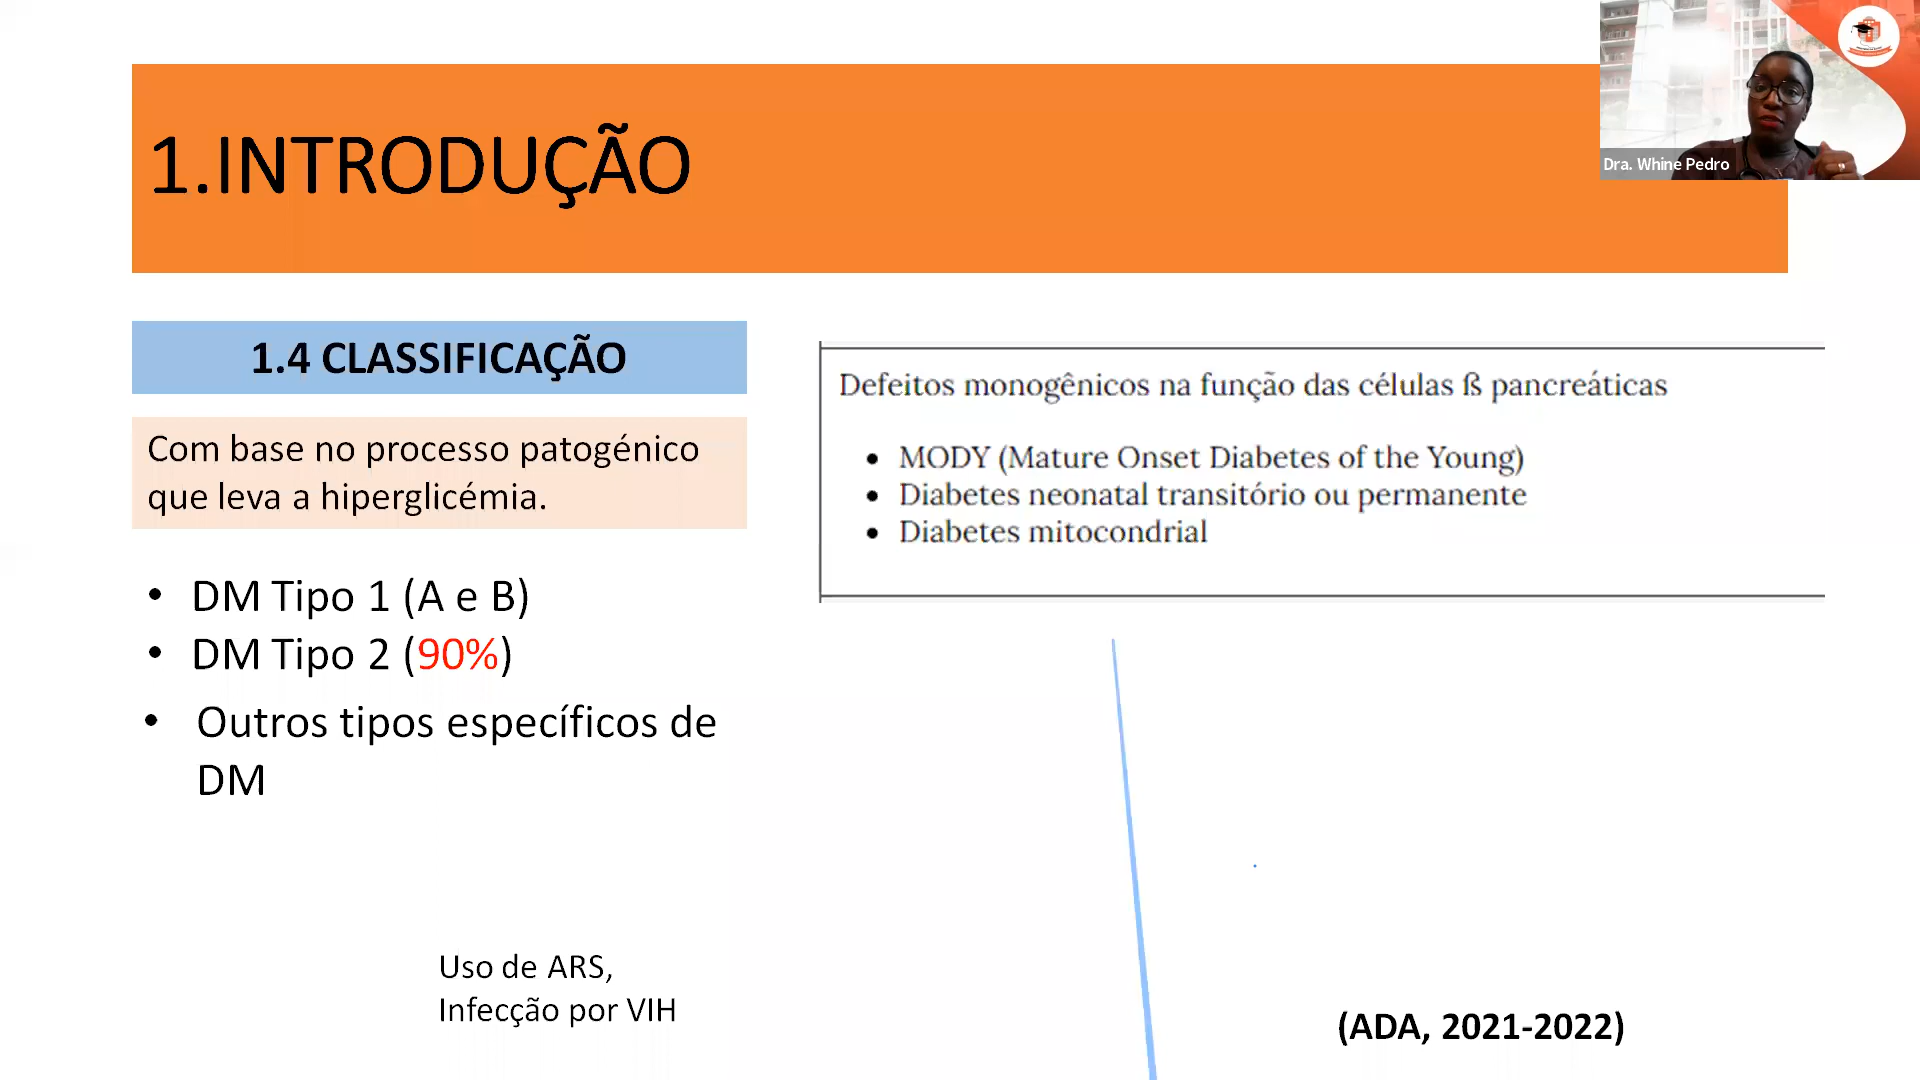 1.INTRODUÇÃO
Dra. Whine Pedro
1.4 CLASSIFICAÇÃO
Com base no processo patogénico
que leva a hiperglicémia.
• DM Tipo 1 (A e B)
• DM Tipo 2 (90%)
• Outros tipos específicos de
DM
Uso de ARS,
Infecção por VIH
Defeitos monogênicos na função das células ß pancreáticas
• MODY (Mature Onset Diabetes of the Young)
• Diabetes neonatal transitório ou permanente
• Diabetes mitocondrial
(ADA, 2021-2022)